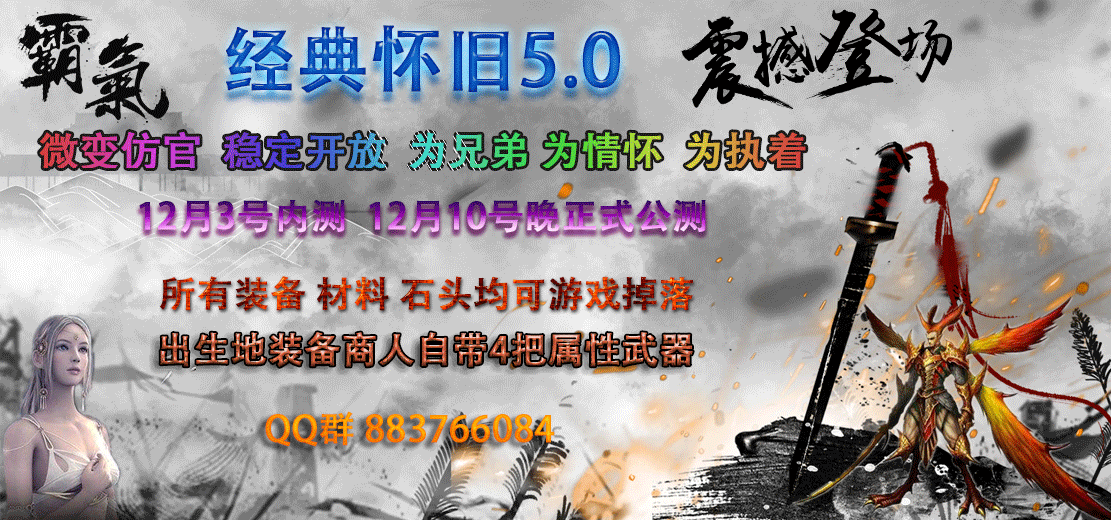 霸氣 经典怀旧5.0 震撼登场
微变仿官 稳定开放 为兄弟 为情怀 为执着
12月3号内测 12月10号晚正式公测
所有装备 材料 石头均可游戏掉落
出生地装备商人自带4把属性武器
QQ群 883766084